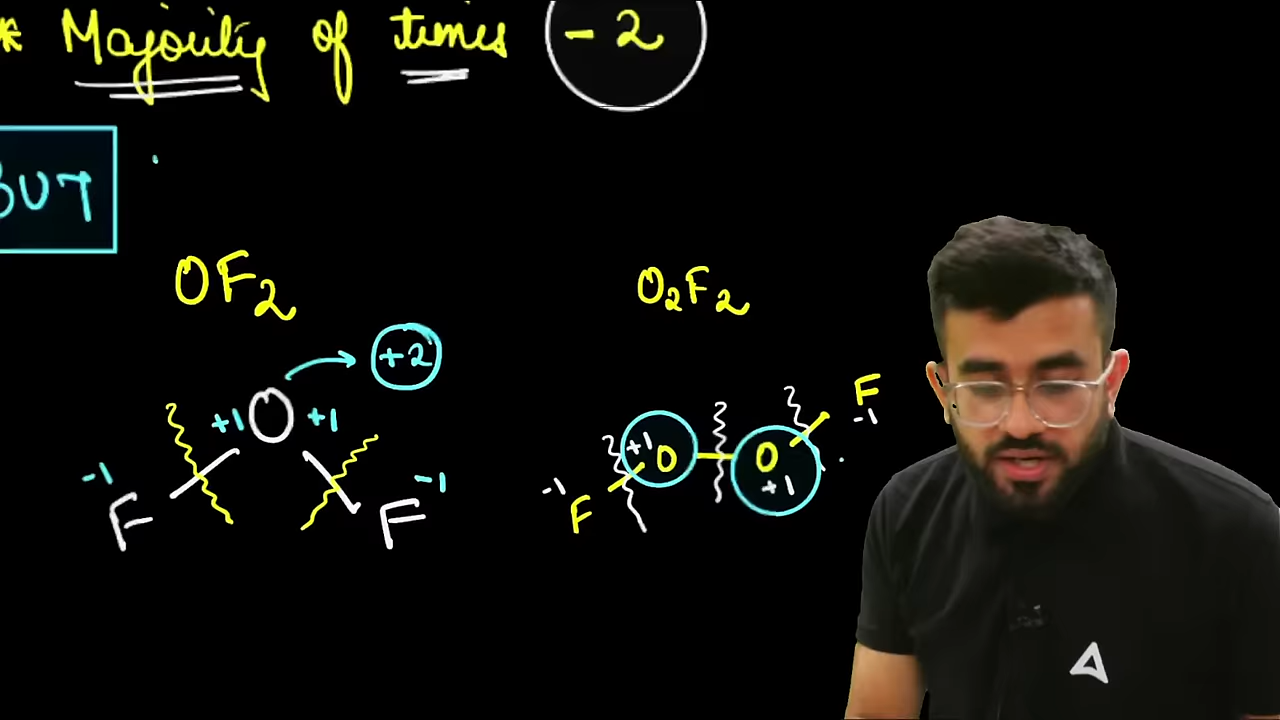 * Majority of times -2
BUT
OF₂
O₂F₂
+2
+1 O +1
-1 F
F -1
F -1
+1 O
O +1
-1 F